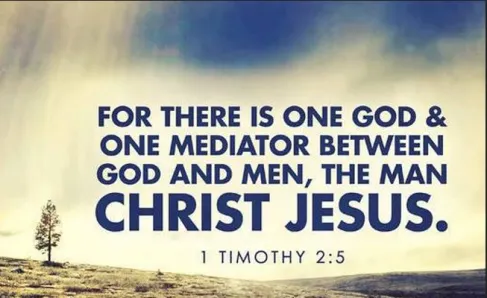 FOR THERE IS ONE GOD &
ONE MEDIATOR BETWEEN
GOD AND MEN, THE MAN
CHRIST JESUS.
1 TIMOTHY 2:5